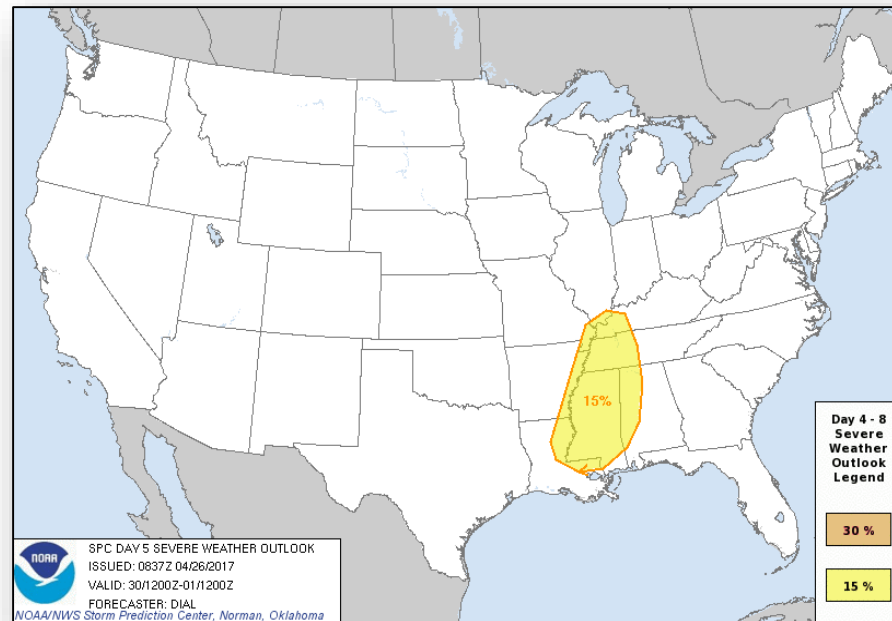 15%
Day 4 - 8
Severe
Weather
Outlook
Legend
30 %
15 %
NOAA
SPC DAY 5 SEVERE WEATHER OUTLOOK
ISSUED: 0837Z 04/26/2017
VALID: 30/1200Z-01/1200Z
FORECASTER: DIAL
NOAA/NWS Storm Prediction Center, Norman, Oklahoma